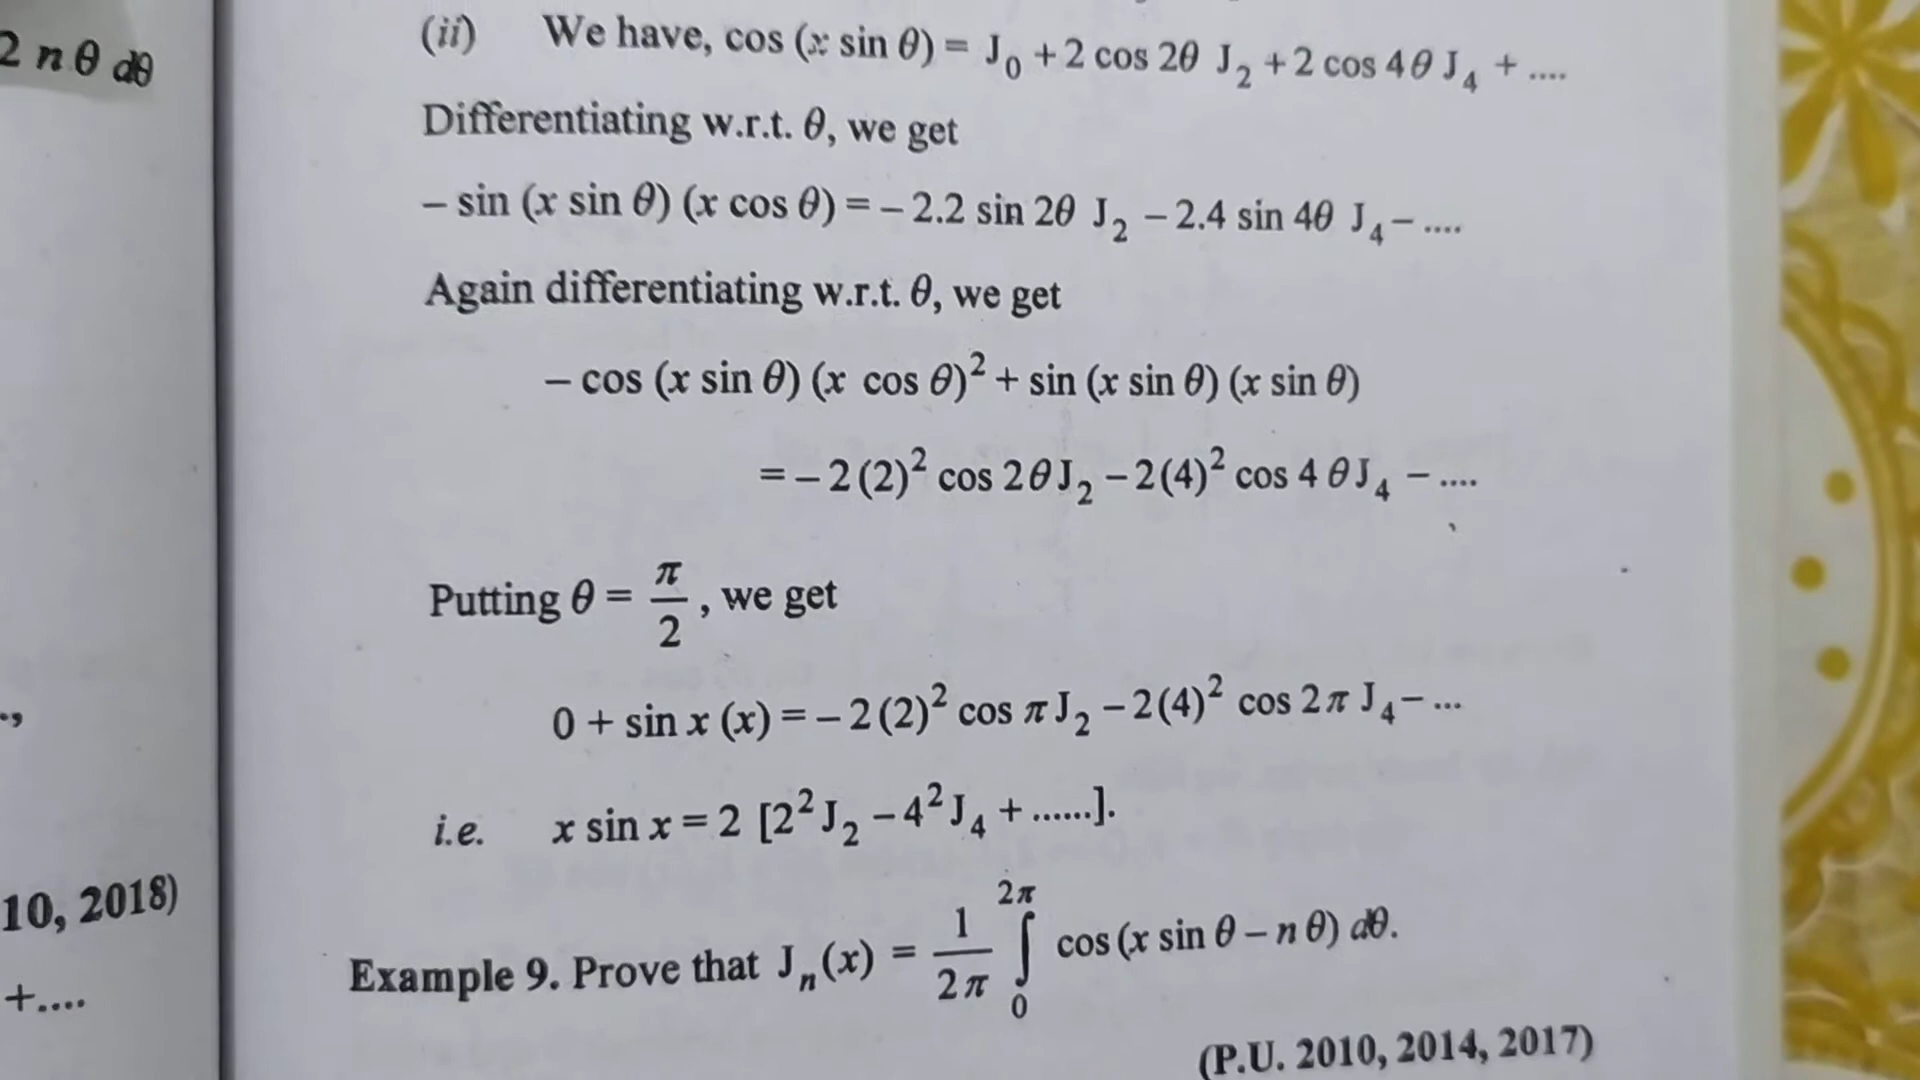 2 n θ dθ
(ii) We have, cos (x sin θ) = J₀ + 2 cos 2θ J₂ + 2 cos 4θ J₄ + ....
Differentiating w.r.t. θ, we get
– sin (x sin θ) (x cos θ) = – 2.2 sin 2θ J₂ – 2.4 sin 4θ J₄ – ....
Again differentiating w.r.t. θ, we get
– cos (x sin θ) (x cos θ)² + sin (x sin θ) (x sin θ)
= – 2 (2)² cos 2θ J₂ – 2(4)² cos 4 θ J₄ – ....
Putting θ = π/2, we get
0 + sin x (x) = – 2 (2)² cos π J₂ – 2(4)² cos 2π J₄ – ...
i.e. x sin x = 2 [2² J₂ – 4² J₄ + ......].
10, 2018)
+....
Example 9. Prove that Jₙ(x) = 1/2π ∫₀^2π cos (x sin θ – n θ) dθ.
(P.U. 2010, 2014, 2017)